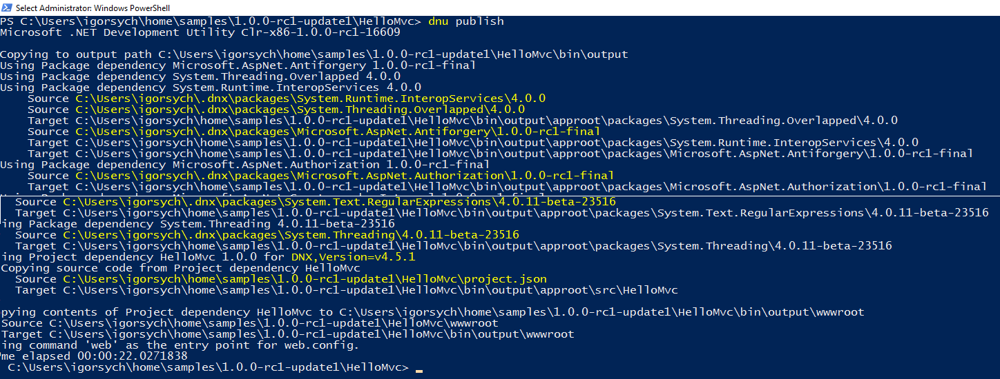 Select Administrator: Windows PowerShell
PS C:\Users\igorsych\home\samples\1.0.0-rc1-update1\HelloMvc> dnu publish
Microsoft .NET Development Utility Clr-x86-1.0.0-rc1-16609
Copying to output path C:\Users\igorsych\home\samples\1.0.0-rc1-update1\HelloMvc\bin\output
Using Package dependency Microsoft.AspNet.Antiforgery 1.0.0-rc1-final
Using Package dependency System.Threading.Overlapped 4.0.0
Using Package dependency System.Runtime.InteropServices 4.0.0
Source C:\Users\igorsych\.dnx\packages\System.Runtime.InteropServices\4.0.0
Source C:\Users\igorsych\.dnx\packages\System.Threading.Overlapped\4.0.0
Target C:\Users\igorsych\home\samples\1.0.0-rc1-update1\HelloMvc\bin\output\approot\packages\System.Threading.Overlapped\4.0.0
Source C:\Users\igorsych\.dnx\packages\Microsoft.AspNet.Antiforgery\1.0.0-rc1-final
Target C:\Users\igorsych\home\samples\1.0.0-rc1-update1\HelloMvc\bin\output\approot\packages\System.Runtime.InteropServices\4.0.0
Target C:\Users\igorsych\home\samples\1.0.0-rc1-update1\HelloMvc\bin\output\approot\packages\Microsoft.AspNet.Antiforgery\1.0.0-rc1-final
Using Package dependency Microsoft.AspNet.Authorization 1.0.0-rc1-final
Source C:\Users\igorsych\.dnx\packages\Microsoft.AspNet.Authorization\1.0.0-rc1-final
Target C:\Users\igorsych\home\samples\1.0.0-rc1-update1\HelloMvc\bin\output\approot\packages\Microsoft.AspNet.Authorization\1.0.0-rc1-final
Source C:\Users\igorsych\.dnx\packages\System.Text.RegularExpressions\4.0.11-beta-23516
Target C:\Users\igorsych\home\samples\1.0.0-rc1-update1\HelloMvc\bin\output\approot\packages\System.Text.RegularExpressions\4.0.11-beta-23516
ing Package dependency System.Threading 4.0.11-beta-23516
Source C:\Users\igorsych\.dnx\packages\System.Threading\4.0.11-beta-23516
Target C:\Users\igorsych\home\samples\1.0.0-rc1-update1\HelloMvc\bin\output\approot\packages\System.Threading\4.0.11-beta-23516
ing Project dependency HelloMvc 1.0.0 for DNX,Version=v4.5.1
Copying source code from Project dependency HelloMvc
Source C:\Users\igorsych\home\samples\1.0.0-rc1-update1\HelloMvc\project.json
Target C:\Users\igorsych\home\samples\1.0.0-rc1-update1\HelloMvc\bin\output\approot\src\HelloMvc
pying contents of Project dependency HelloMvc to C:\Users\igorsych\home\samples\1.0.0-rc1-update1\HelloMvc\bin\output\wwwroot
Source C:\Users\igorsych\home\samples\1.0.0-rc1-update1\HelloMvc\wwwroot
Target C:\Users\igorsych\home\samples\1.0.0-rc1-update1\HelloMvc\bin\output\wwwroot
ing command 'web' as the entry point for web.config.
me elapsed 00:00:22.0271838
C:\Users\igorsych\home\samples\1.0.0-rc1-update1\HelloMvc>